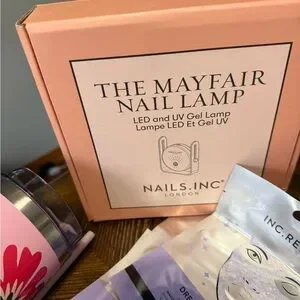 THE MAYFAIR
NAIL LAMP
LED and UV Gel Lamp
Lampe LED Et Gel UV
NAILS.INC
LONDON
INC.RE
DRE